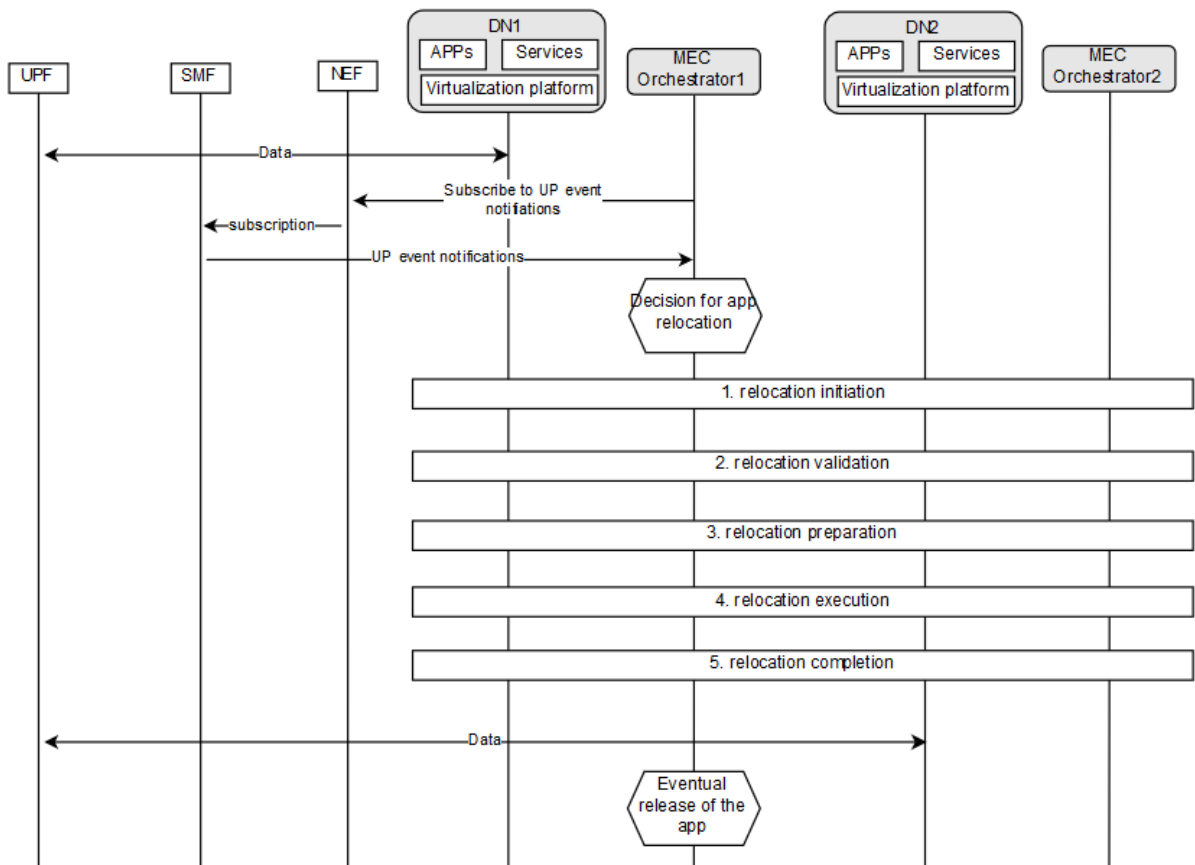 DN1
APPs
Services
Virtualization platform
DN2
APPs
Services
Virtualization platform
UPF
SMF
NEF
MEC
Orchestrator1
MEC
Orchestrator2
Data
Subscribe to UP event
notifiations
subscription
UP event notifications
Decision for app
relocation
1. relocation initiation
2. relocation validation
3. relocation preparation
4. relocation execution
5. relocation completion
Data
Eventual
release of the
app